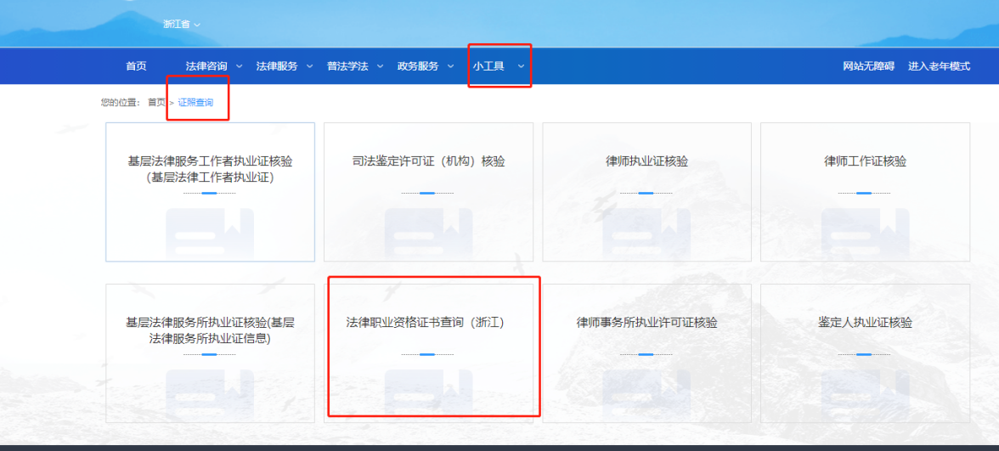 浙江省
首页 法律咨询 法律服务 普法学法 政务服务 小工具 网站无障碍 进入老年模式
您的位置： 首页 > 证照查询
基层法律服务工作者执业证核验
（基层法律工作者执业证）
司法鉴定许可证（机构）核验
律师执业证核验
律师工作证核验
基层法律服务所执业证核验(基层
法律服务所执业证信息)
法律职业资格证书查询（浙江）
律师事务所执业许可证核验
鉴定人执业证核验